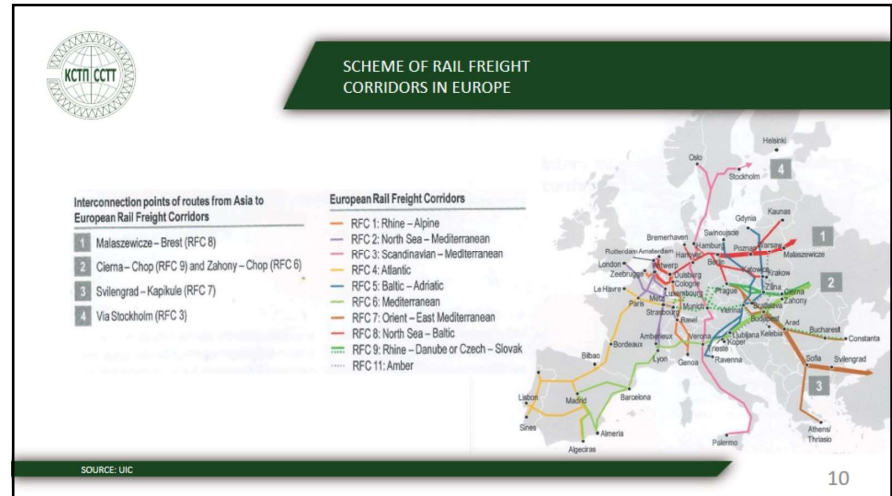 КСТП CCTT
SCHEME OF RAIL FREIGHT
CORRIDORS IN EUROPE
Interconnection points of routes from Asia to
European Rail Freight Corridors
1 Malaszewicze – Brest (RFC 8)
2 Cierna – Chop (RFC 9) and Zahony – Chop (RFC 6)
3 Svilengrad – Kapikule (RFC 7)
4 Via Stockholm (RFC 3)
European Rail Freight Corridors
RFC 1: Rhine – Alpine
RFC 2: North Sea – Mediterranean
RFC 3: Scandinavian – Mediterranean
RFC 4: Atlantic
RFC 5: Baltic – Adriatic
RFC 6: Mediterranean
RFC 7: Orient – East Mediterranean
RFC 8: North Sea – Baltic
RFC 9: Rhine – Danube or Czech – Slovak
RFC 11: Amber
Helsinki
Oslo
4
Stockholm
Gdynia
Kaunas
Swinoujscie
1
Bremerhaven
Hamburg
Rotterdam Amsterdam
Poznan
Warsaw
Malaszewicze
London
Antwerp
Zeebrugge
Duisburg
Cologne
Katowice
Krakow
Luxembourg
Prague
Zilina
Cierna
2
Zahony
Le Havre
Paris
Metz
Strasbourg
Munich
Vienna
Bratislava
Budapest
Basel
Arad
Kelebia
Bucharest
Constanta
Ljubljana
Koper
Trieste
Verona
Ravenna
Genoa
Lyon
Bordeaux
Bilbao
Sofia
Svilengrad
3
Lisbon
Madrid
Barcelona
Sines
Almeria
Algeciras
Palermo
Athens/
Thriasio
SOURCE: UIC
10